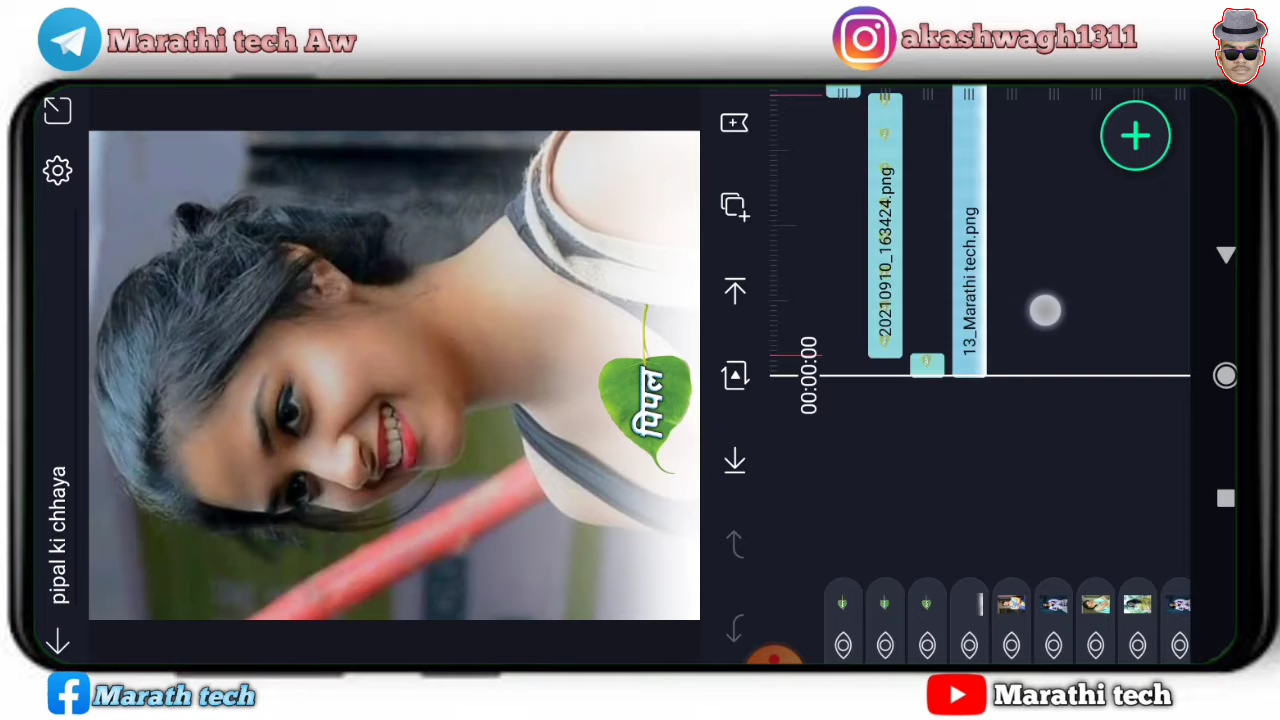 Marathi tech Aw
akashwagh1311
pipal ki chhaya
पिपल
00:00:00
20210910_163424.png
13_Marathi tech.png
Marath tech
Marathi tech